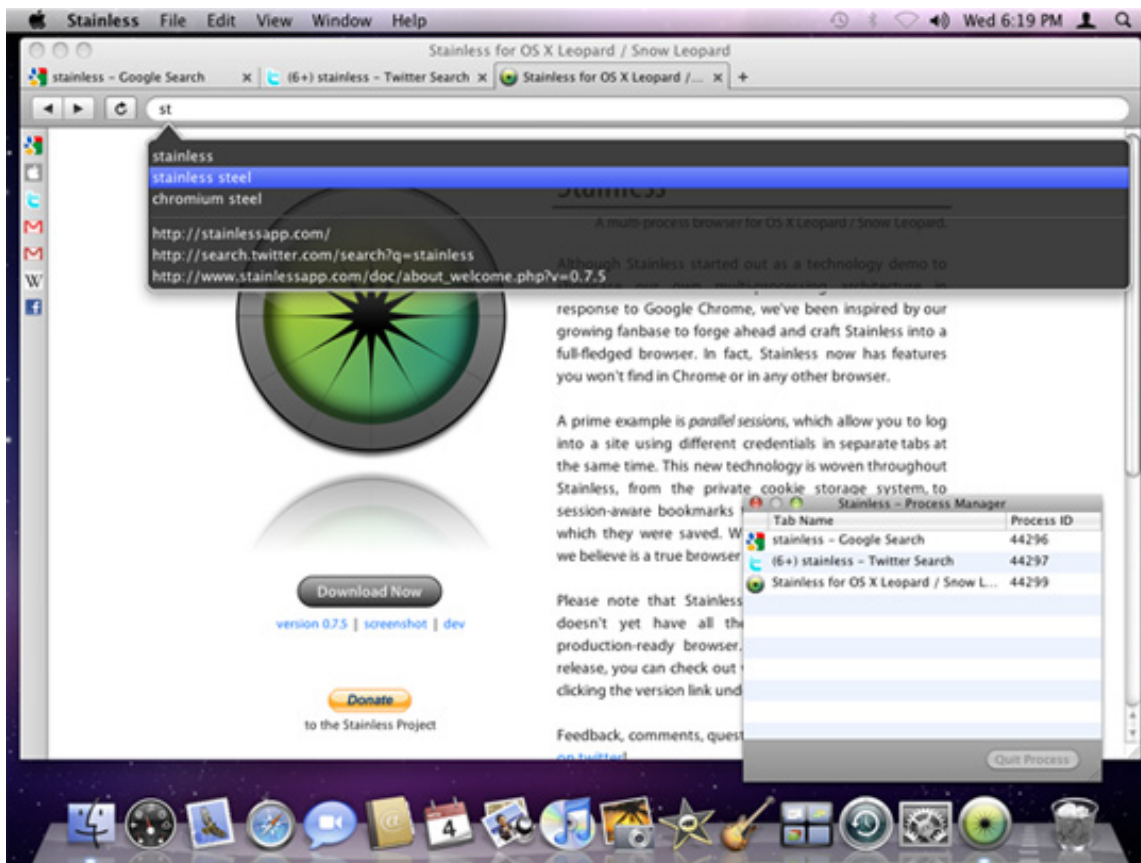 Stainless File Edit View Window Help Wed 6:19 PM
Stainless for OS X Leopard / Snow Leopard
stainless – Google Search x (6+) stainless – Twitter Search x Stainless for OS X Leopard /... x +
st
stainless
stainless steel
chromium steel
http://stainlessapp.com/
http://search.twitter.com/search?q=stainless
http://www.stainlessapp.com/doc/about_welcome.php?v=0.7.5
Stainless
A multi-process browser for OS X Leopard / Snow Leopard.
Although Stainless started out as a technology demo to
our own multi-processing architecture in
response to Google Chrome, we've been inspired by our
growing fanbase to forge ahead and craft Stainless into a
full-fledged browser. In fact, Stainless now has features
you won't find in Chrome or in any other browser.
A prime example is parallel sessions, which allow you to log
into a site using different credentials in separate tabs at
the same time. This new technology is woven throughout
Stainless, from the private cookie storage system, to
session-aware bookmarks
which they were saved. W
we believe is a true browser
Please note that Stainless
doesn't yet have all the
production-ready browser.
release, you can check out
clicking the version link und
Feedback, comments, quest
on twitter!
Download Now
version 0.7.5 | screenshot | dev
Donate
to the Stainless Project
Stainless – Process Manager
Tab Name Process ID
stainless – Google Search 44296
(6+) stainless – Twitter Search 44297
Stainless for OS X Leopard / Snow L... 44299
Quit Process
4